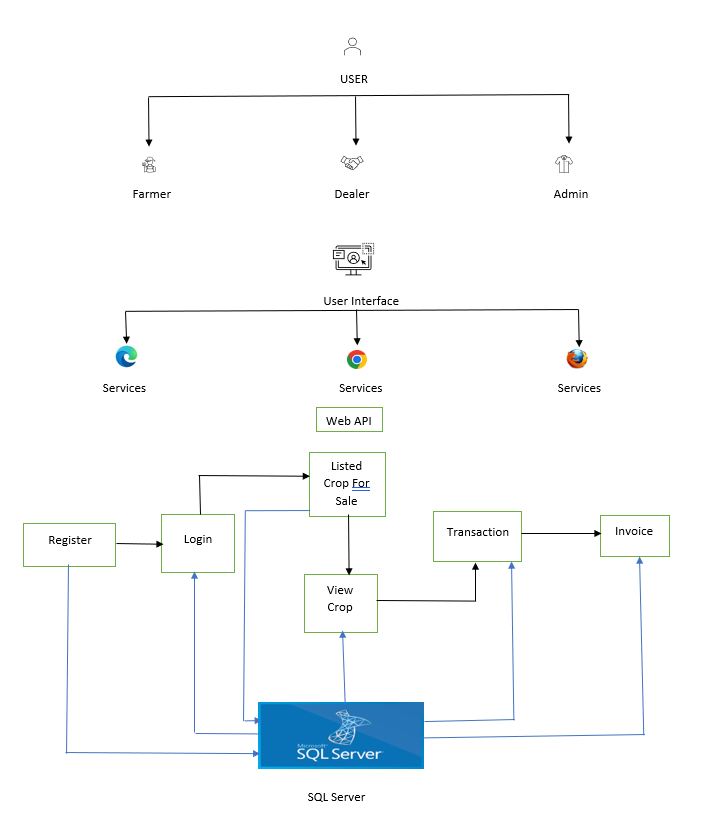 USER
Farmer
Dealer
Admin
User Interface
Services
Services
Services
Web API
Listed
Crop For
Sale
Register
Login
Transaction
Invoice
View
Crop
Microsoft
SQL Server
SQL Server